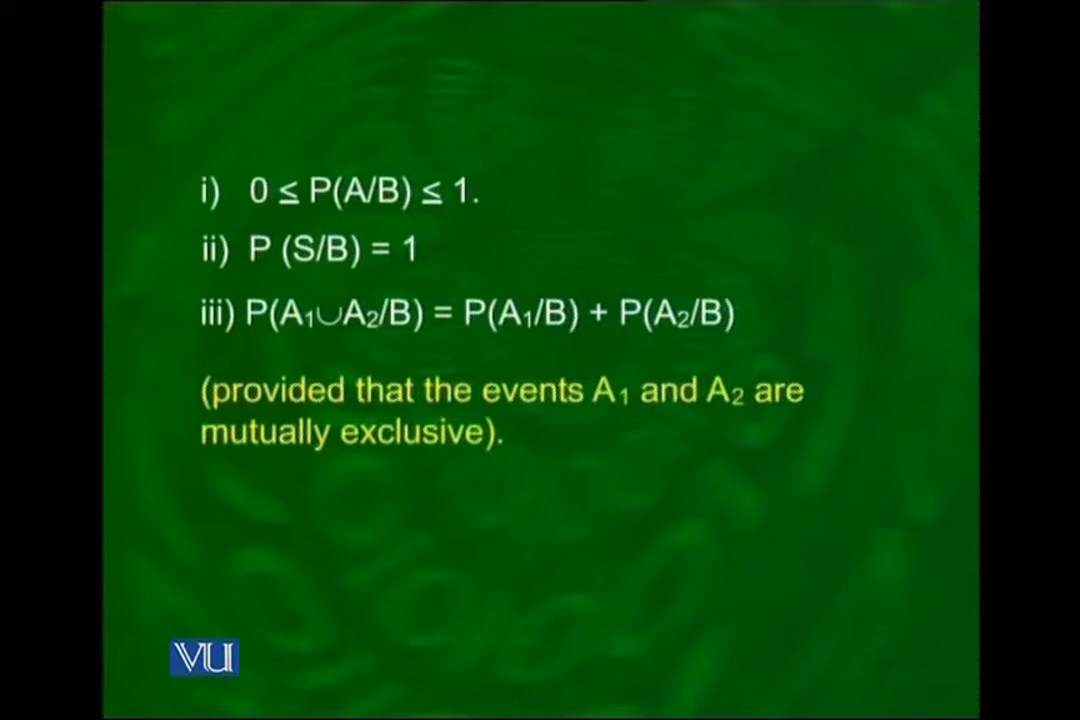 i) 0 ≤ P(A/B) ≤ 1.
ii) P (S/B) = 1
iii) P(A₁∪A₂/B) = P(A₁/B) + P(A₂/B)
(provided that the events A₁ and A₂ are
mutually exclusive).
VU